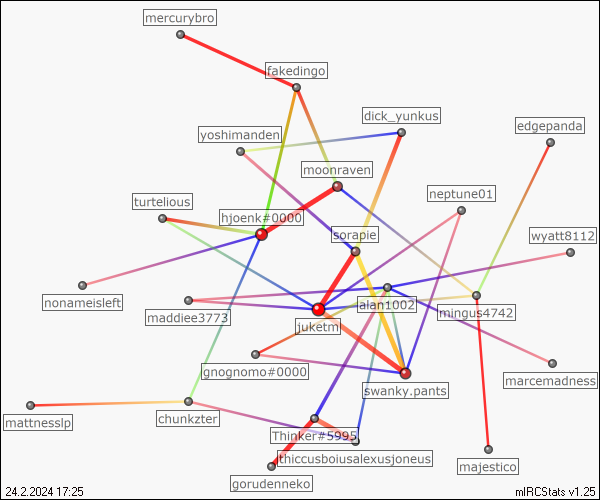 mercurybro
fakedingo
dick_yunkus
edgepanda
yoshimanden
moonraven
neptune01
turtelious
hjoenk#0000
sorapie
wyatt8112
nonameisleft
alan1002
maddiee3773
mingus4742
juketm
gnognomo#0000
marcemadness
swanky.pants
mattnesslp
chunkzter
Thinker#5995
thiccusboiusalexusjoneus
majestico
gorudenneko
24.2.2024 17:25
mIRCStats v1.25